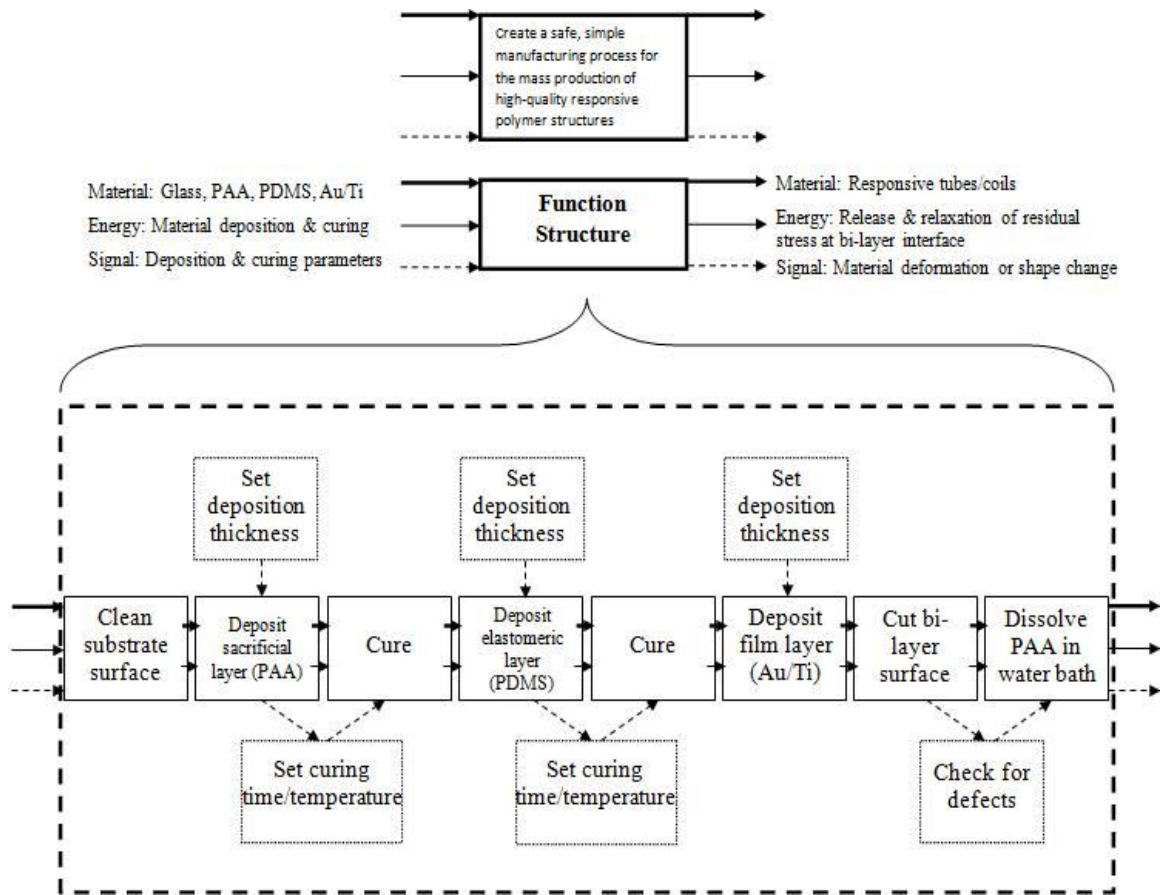 Create a safe, simple
manufacturing process for
the mass production of
high-quality responsive
polymer structures
Material: Glass, PAA, PDMS, Au/Ti
Energy: Material deposition & curing
Signal: Deposition & curing parameters
Function
Structure
Material: Responsive tubes/coils
Energy: Release & relaxation of residual
stress at bi-layer interface
Signal: Material deformation or shape change
Set
deposition
thickness
Set
deposition
thickness
Set
deposition
thickness
Clean
substrate
surface
Deposit
sacrificial
layer (PAA)
Cure
Deposit
elastomeric
layer
(PDMS)
Cure
Deposit
film layer
(Au/Ti)
Cut bi-
layer
surface
Dissolve
PAA in
water bath
Set curing
time/temperature
Set curing
time/temperature
Check for
defects